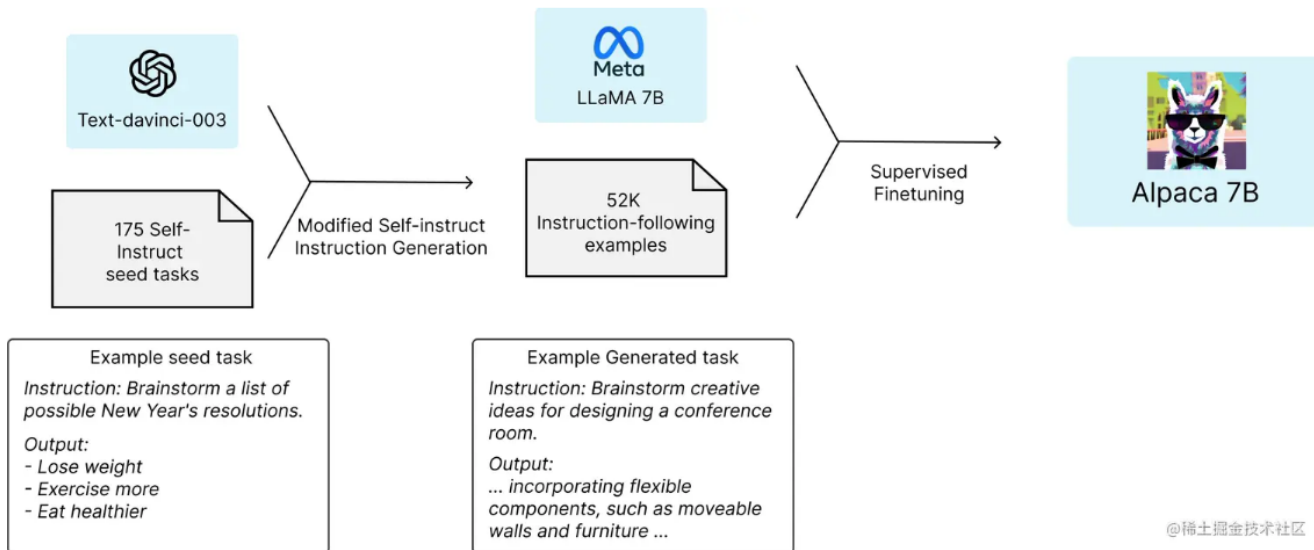 Text-davinci-003
175 Self-
Instruct
seed tasks
Modified Self-instruct
Instruction Generation
Meta
LLaMA 7B
52K
Instruction-following
examples
Supervised
Finetuning
Alpaca 7B
Example seed task
Instruction: Brainstorm a list of
possible New Year's resolutions.
Output:
- Lose weight
- Exercise more
- Eat healthier
Example Generated task
Instruction: Brainstorm creative
ideas for designing a conference
room.
Output:
... incorporating flexible
components, such as moveable
walls and furniture ...
@稀土掘金技术社区